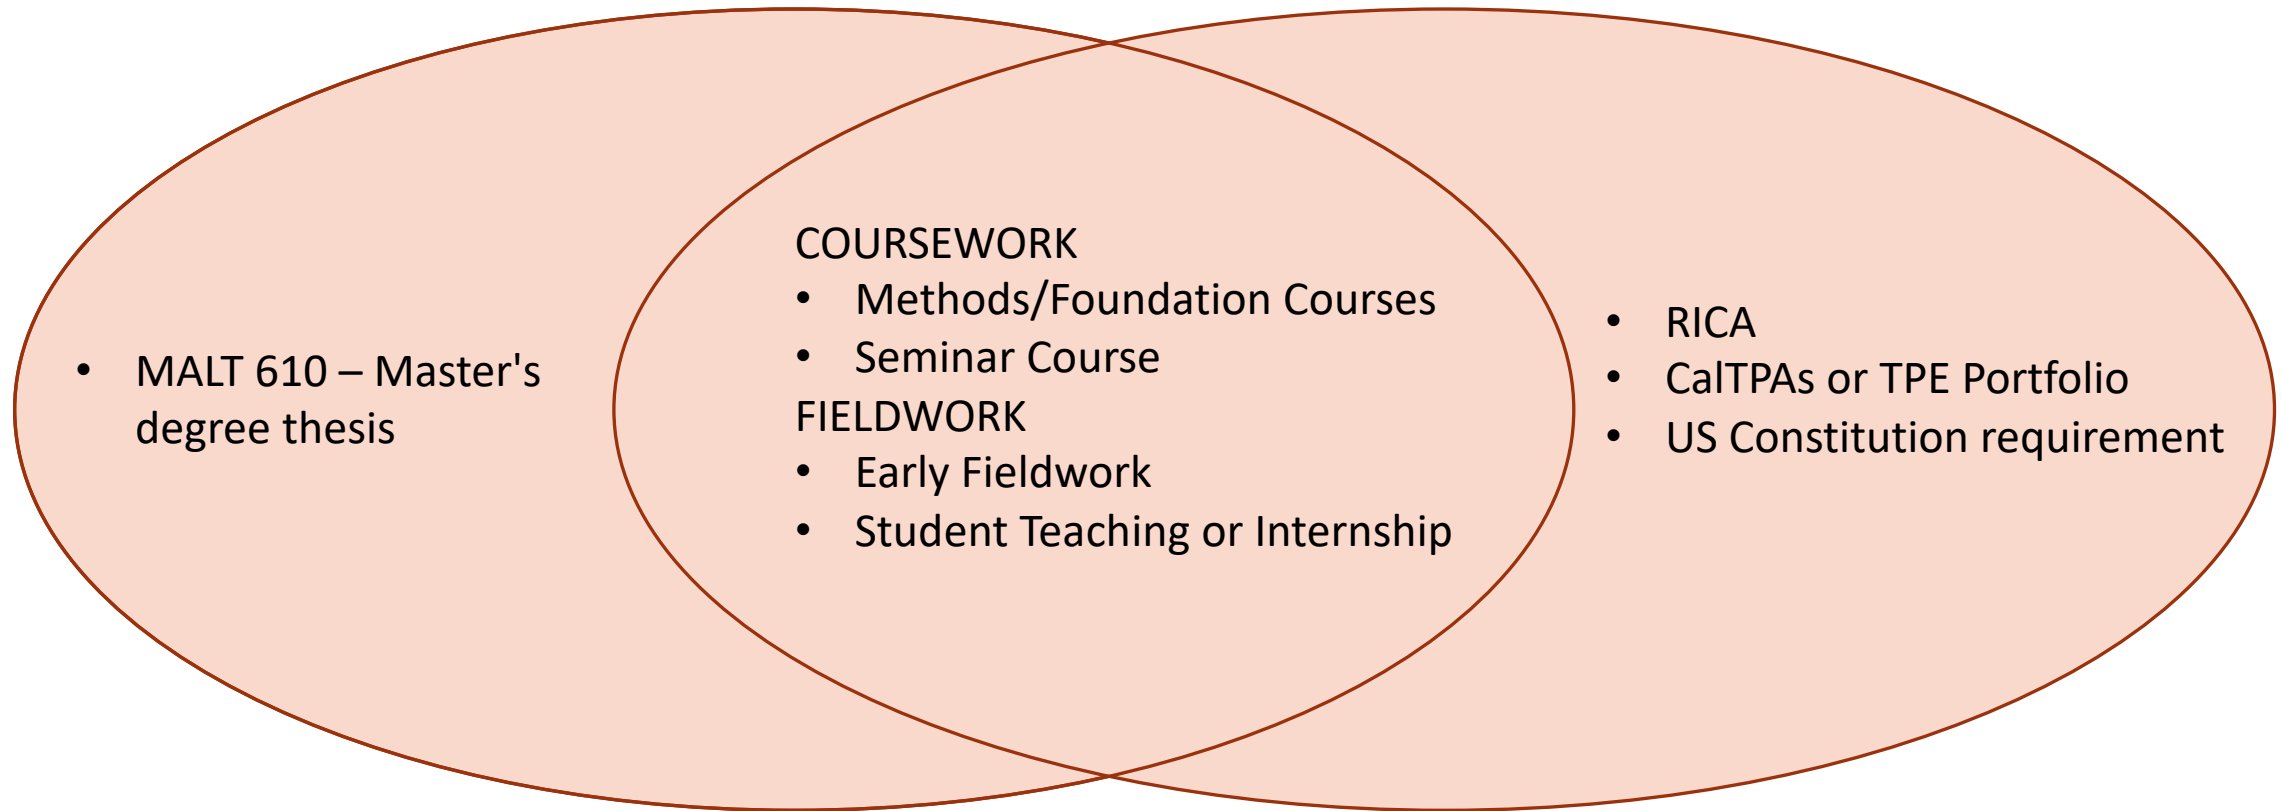 • MALT 610 – Master's
degree thesis
COURSEWORK
• Methods/Foundation Courses
• Seminar Course
FIELDWORK
• Early Fieldwork
• Student Teaching or Internship
• RICA
• CalTPAs or TPE Portfolio
• US Constitution requirement